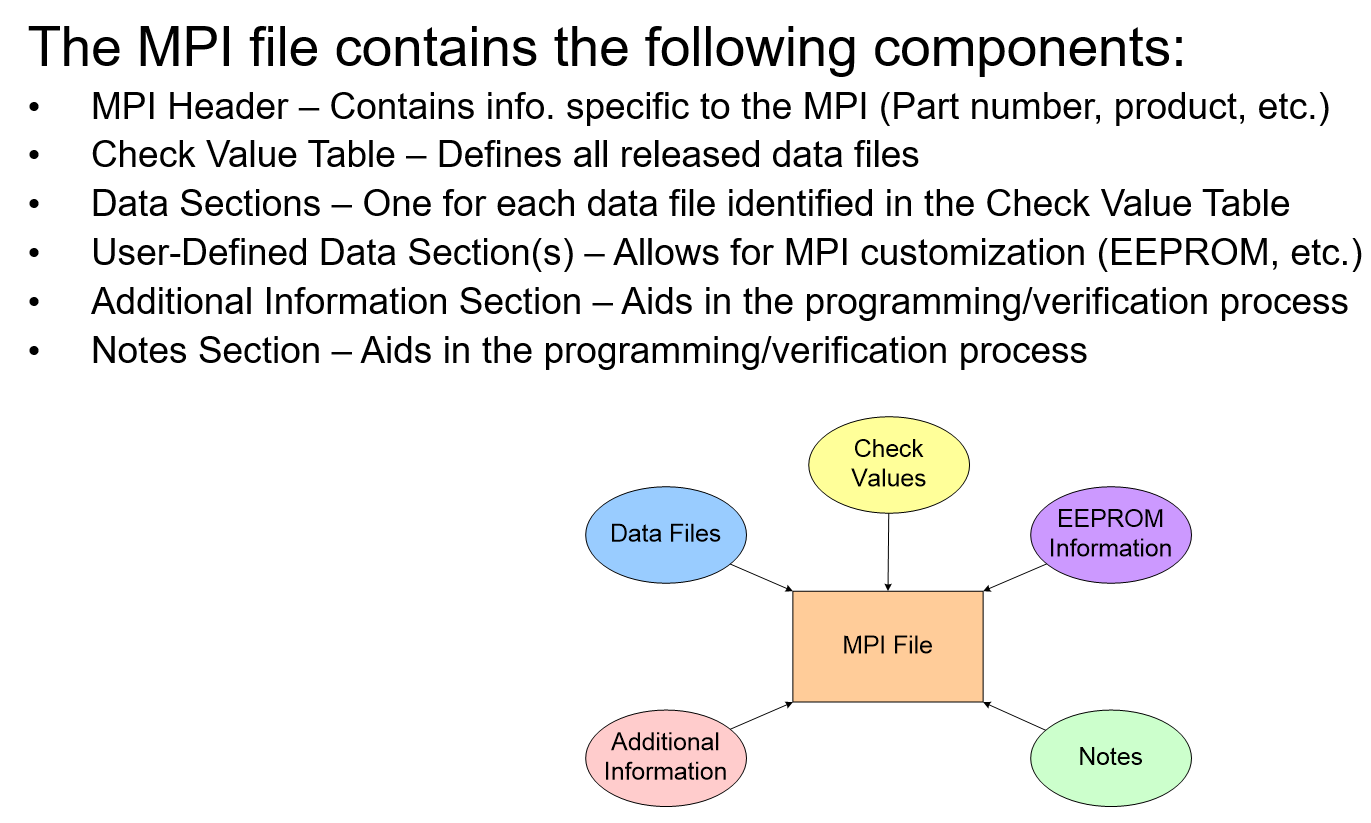 The MPI file contains the following components:
• MPI Header – Contains info. specific to the MPI (Part number, product, etc.)
• Check Value Table – Defines all released data files
• Data Sections – One for each data file identified in the Check Value Table
• User-Defined Data Section(s) – Allows for MPI customization (EEPROM, etc.)
• Additional Information Section – Aids in the programming/verification process
• Notes Section – Aids in the programming/verification process
Check
Values
Data Files
EEPROM
Information
MPI File
Additional
Information
Notes